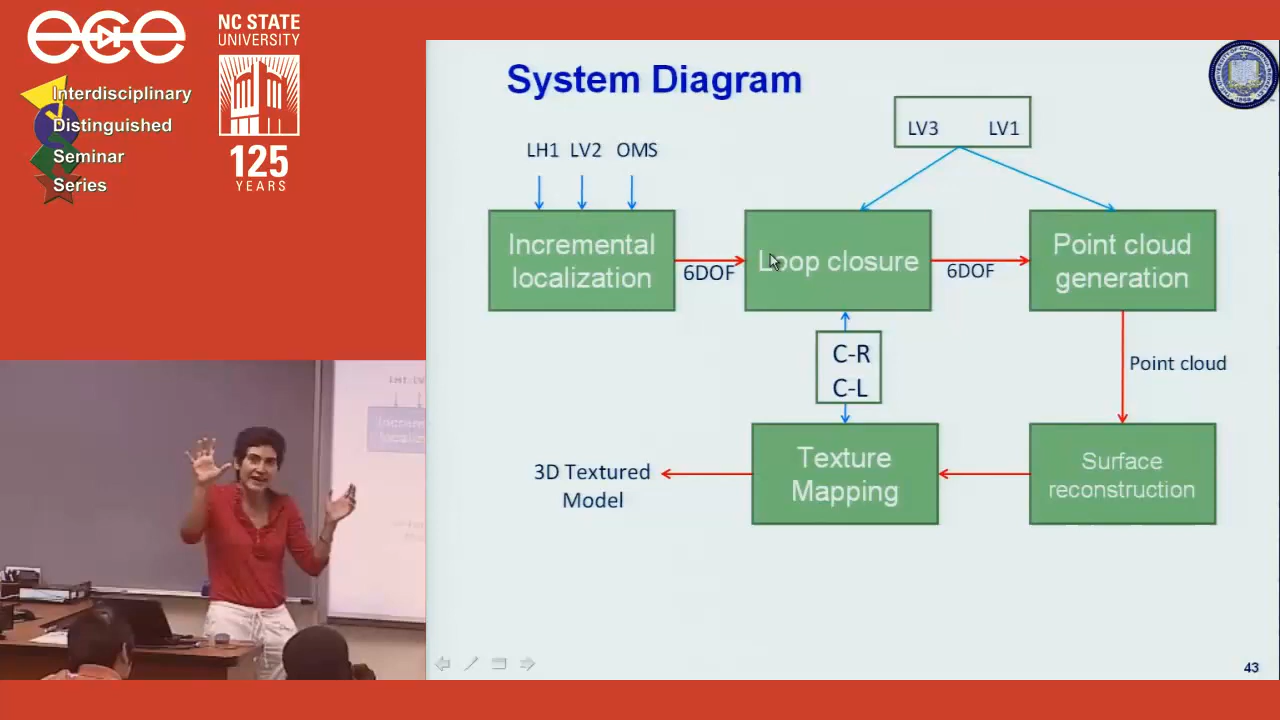 ece
NC STATE
UNIVERSITY
Interdisciplinary
Distinguished
Seminar
Series
125
YEARS
System Diagram
LV3 LV1
LH1 LV2 OMS
Incremental
localization
6DOF
Loop closure
6DOF
Point cloud
generation
C-R
C-L
Point cloud
3D Textured
Model
Texture
Mapping
Surface
reconstruction
43